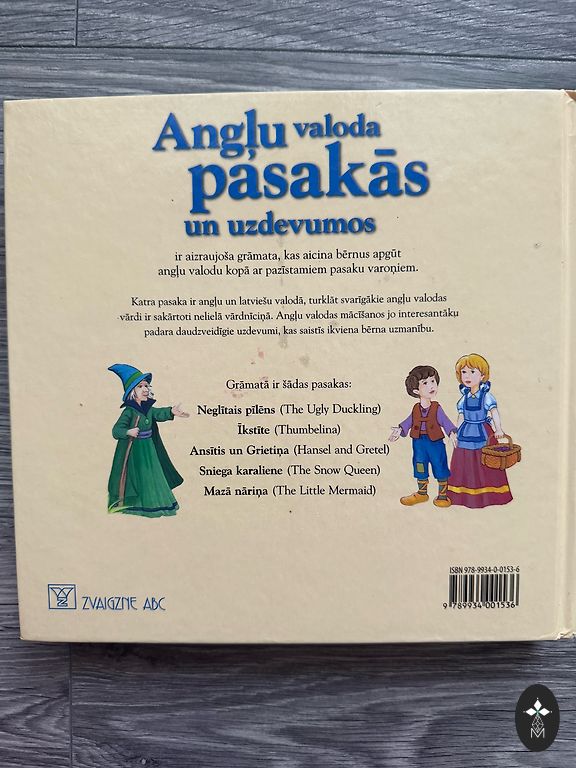 Angļu valoda
pasakās
un uzdevumos
ir aizraujoša grāmata, kas aicina bērnus apgūt
angļu valodu kopā ar pazīstamiem pasaku varoņiem.
Katra pasaka ir angļu un latviešu valodā, turklāt svarīgākie angļu valodas
vārdi ir sakārtoti nelielā vārdnīciņā. Angļu valodas mācīšanos jo interesantāku
padara daudzveidīgie uzdevumi, kas saistīs ikviena bērna uzmanību.
Grāmatā ir šādas pasakas:
Neglītais pīlēns (The Ugly Duckling)
Īkstīte (Thumbelina)
Ansītis un Grietiņa (Hansel and Gretel)
Sniega karaliene (The Snow Queen)
Mazā nāriņa (The Little Mermaid)
ISBN 978-9934-0-0153-6
9 789934 001536
ZVAIGZNE ABC
M